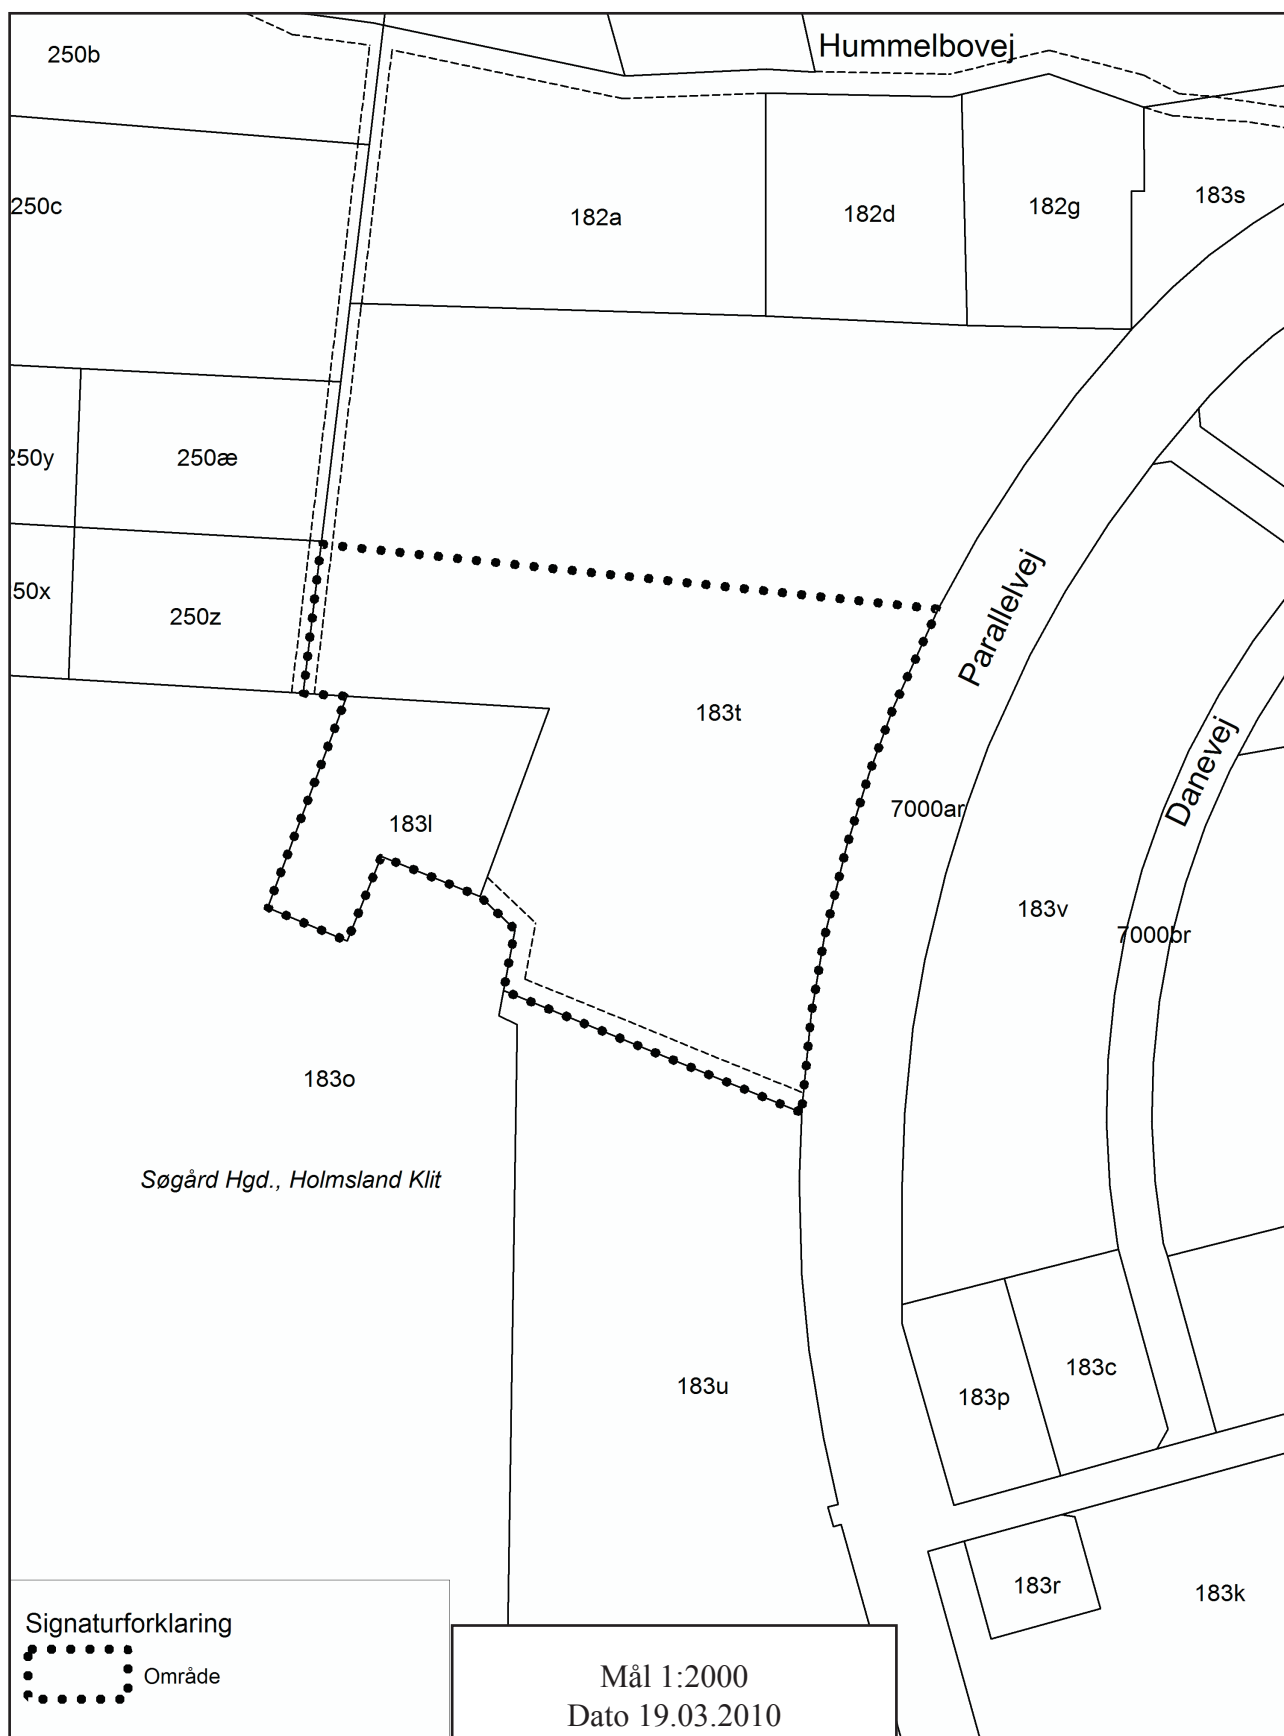 Hummelbovej
250b
250c
182a
182d
182g
183s
250y
250æ
50x
250z
Parallelvej
183t
Danevej
7000ar
183l
183v
7000br
183o
Søgård Hgd., Holmsland Klit
183u
183c
183p
183r
183k
Signaturforklaring
Område
Mål 1:2000
Dato 19.03.2010